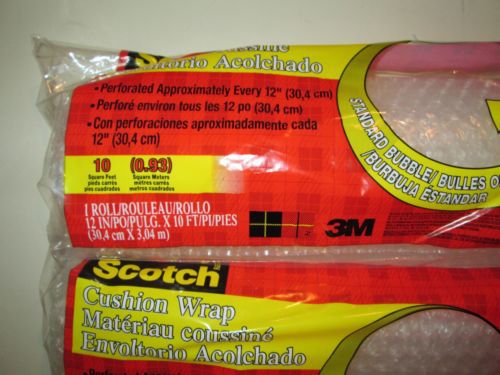 coussiné
Envoltorio Acolchado
• Perforated Approximately Every 12" (30,4 cm)
• Perforé environ tous les 12 po (30,4 cm)
• Con perforaciones aproximadamente cada
12" (30,4 cm)
10 (0.93)
Square Feet Square Meters
pieds carrés mètres carrés
pies cuadrados metros cuadrados
1 ROLL/ROULEAU/ROLLO
12 IN/PO/PULG. X 10 FT/PI/PIES
(30,4 cm X 3,04 m)
3M
STANDARD BUBBLE/ BULLES
/BURBUJA ESTÁNDAR
Scotch
Cushion Wrap
Matériau coussiné
Envoltorio Acolchado